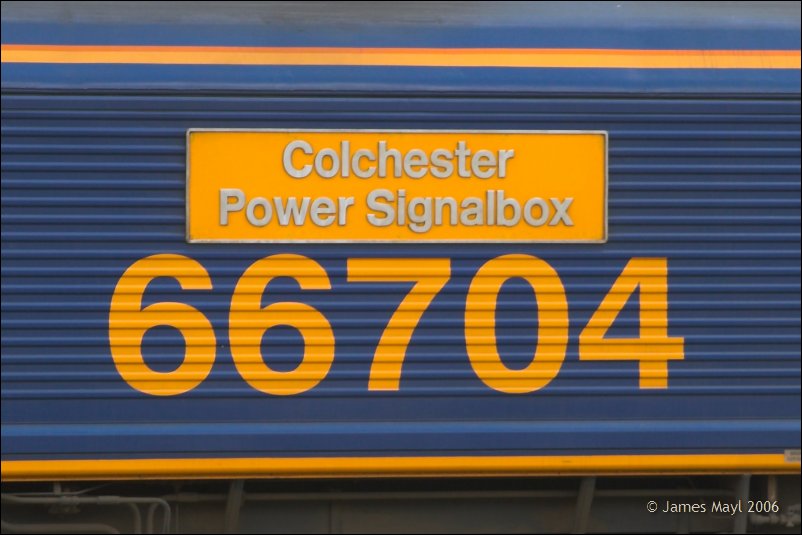 Colchester
Power Signalbox
66704
© James Mayl 2006